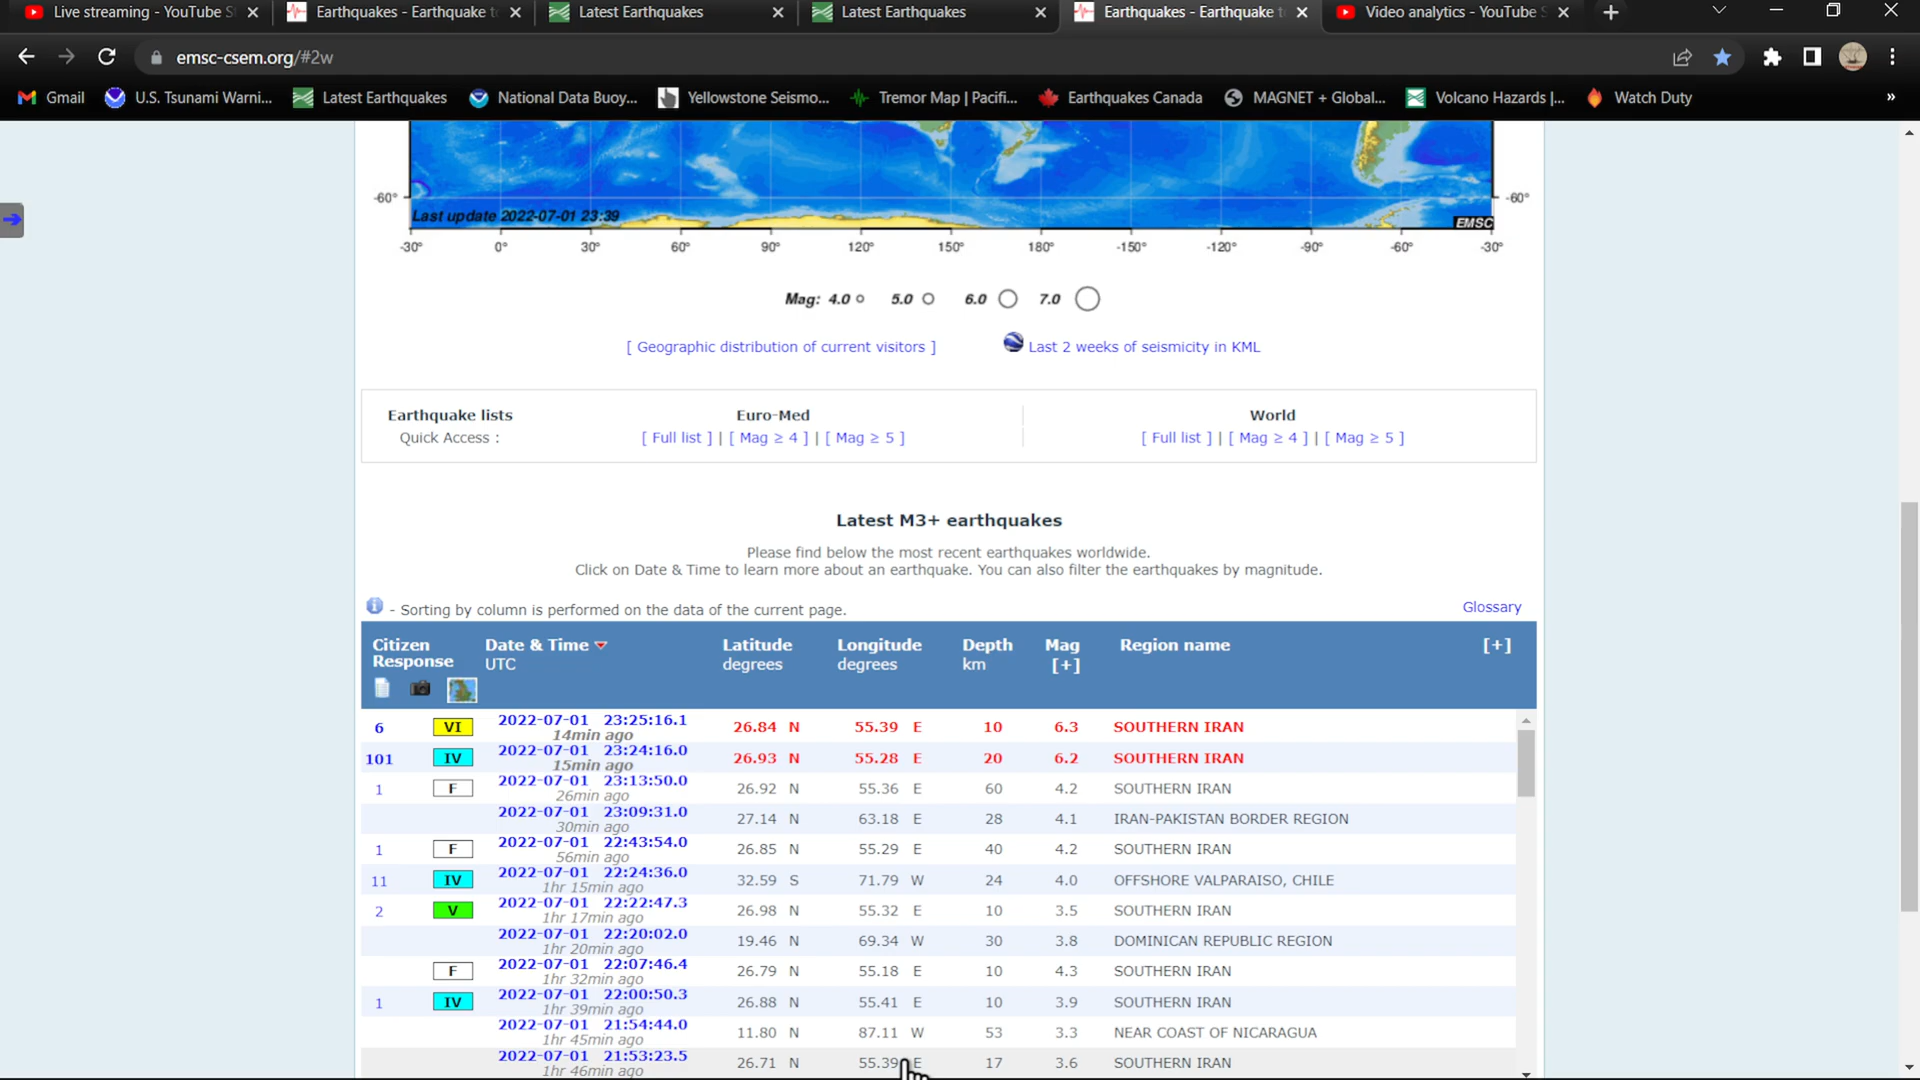 Live streaming - YouTube S
Earthquakes - Earthquake to
Latest Earthquakes
Latest Earthquakes
Earthquakes - Earthquake to
Video analytics - YouTube S
emsc-csem.org/#2w
Gmail
U.S. Tsunami Warni...
Latest Earthquakes
National Data Buoy...
Yellowstone Seismo...
Tremor Map | Pacifi...
Earthquakes Canada
MAGNET + Global...
Volcano Hazards |...
Watch Duty
»
-60° -60°
Last update 2022-07-01 23:39
EMSC
-30° 0° 30° 60° 90° 120° 150° 180° -150° -120° -90° -60° -30°
Mag: 4.0 5.0 6.0 7.0
[ Geographic distribution of current visitors ] Last 2 weeks of seismicity in KML
Earthquake lists Euro-Med World
Quick Access : [ Full list ] | [ Mag ≥ 4 ] | [ Mag ≥ 5 ] [ Full list ] | [ Mag ≥ 4 ] | [ Mag ≥ 5 ]
Latest M3+ earthquakes
Please find below the most recent earthquakes worldwide.
Click on Date & Time to learn more about an earthquake. You can also filter the earthquakes by magnitude.
- Sorting by column is performed on the data of the current page. Glossary
Citizen Date & Time Latitude Longitude Depth Mag Region name [+]
Response UTC degrees degrees km [+]
6 VI 2022-07-01 23:25:16.1 26.84 N 55.39 E 10 6.3 SOUTHERN IRAN
14min ago
101 IV 2022-07-01 23:24:16.0 26.93 N 55.28 E 20 6.2 SOUTHERN IRAN
15min ago
1 F 2022-07-01 23:13:50.0 26.92 N 55.36 E 60 4.2 SOUTHERN IRAN
26min ago
2022-07-01 23:09:31.0 27.14 N 63.18 E 28 4.1 IRAN-PAKISTAN BORDER REGION
30min ago
1 F 2022-07-01 22:43:54.0 26.85 N 55.29 E 40 4.2 SOUTHERN IRAN
56min ago
11 IV 2022-07-01 22:24:36.0 32.59 S 71.79 W 24 4.0 OFFSHORE VALPARAISO, CHILE
1hr 15min ago
2 V 2022-07-01 22:22:47.3 26.98 N 55.32 E 10 3.5 SOUTHERN IRAN
1hr 17min ago
2022-07-01 22:20:02.0 19.46 N 69.34 W 30 3.8 DOMINICAN REPUBLIC REGION
1hr 20min ago
F 2022-07-01 22:07:46.4 26.79 N 55.18 E 10 4.3 SOUTHERN IRAN
1hr 32min ago
1 IV 2022-07-01 22:00:50.3 26.88 N 55.41 E 10 3.9 SOUTHERN IRAN
1hr 39min ago
2022-07-01 21:54:44.0 11.80 N 87.11 W 53 3.3 NEAR COAST OF NICARAGUA
1hr 45min ago
2022-07-01 21:53:23.5 26.71 N 55.39 E 17 3.6 SOUTHERN IRAN
1hr 46min ago